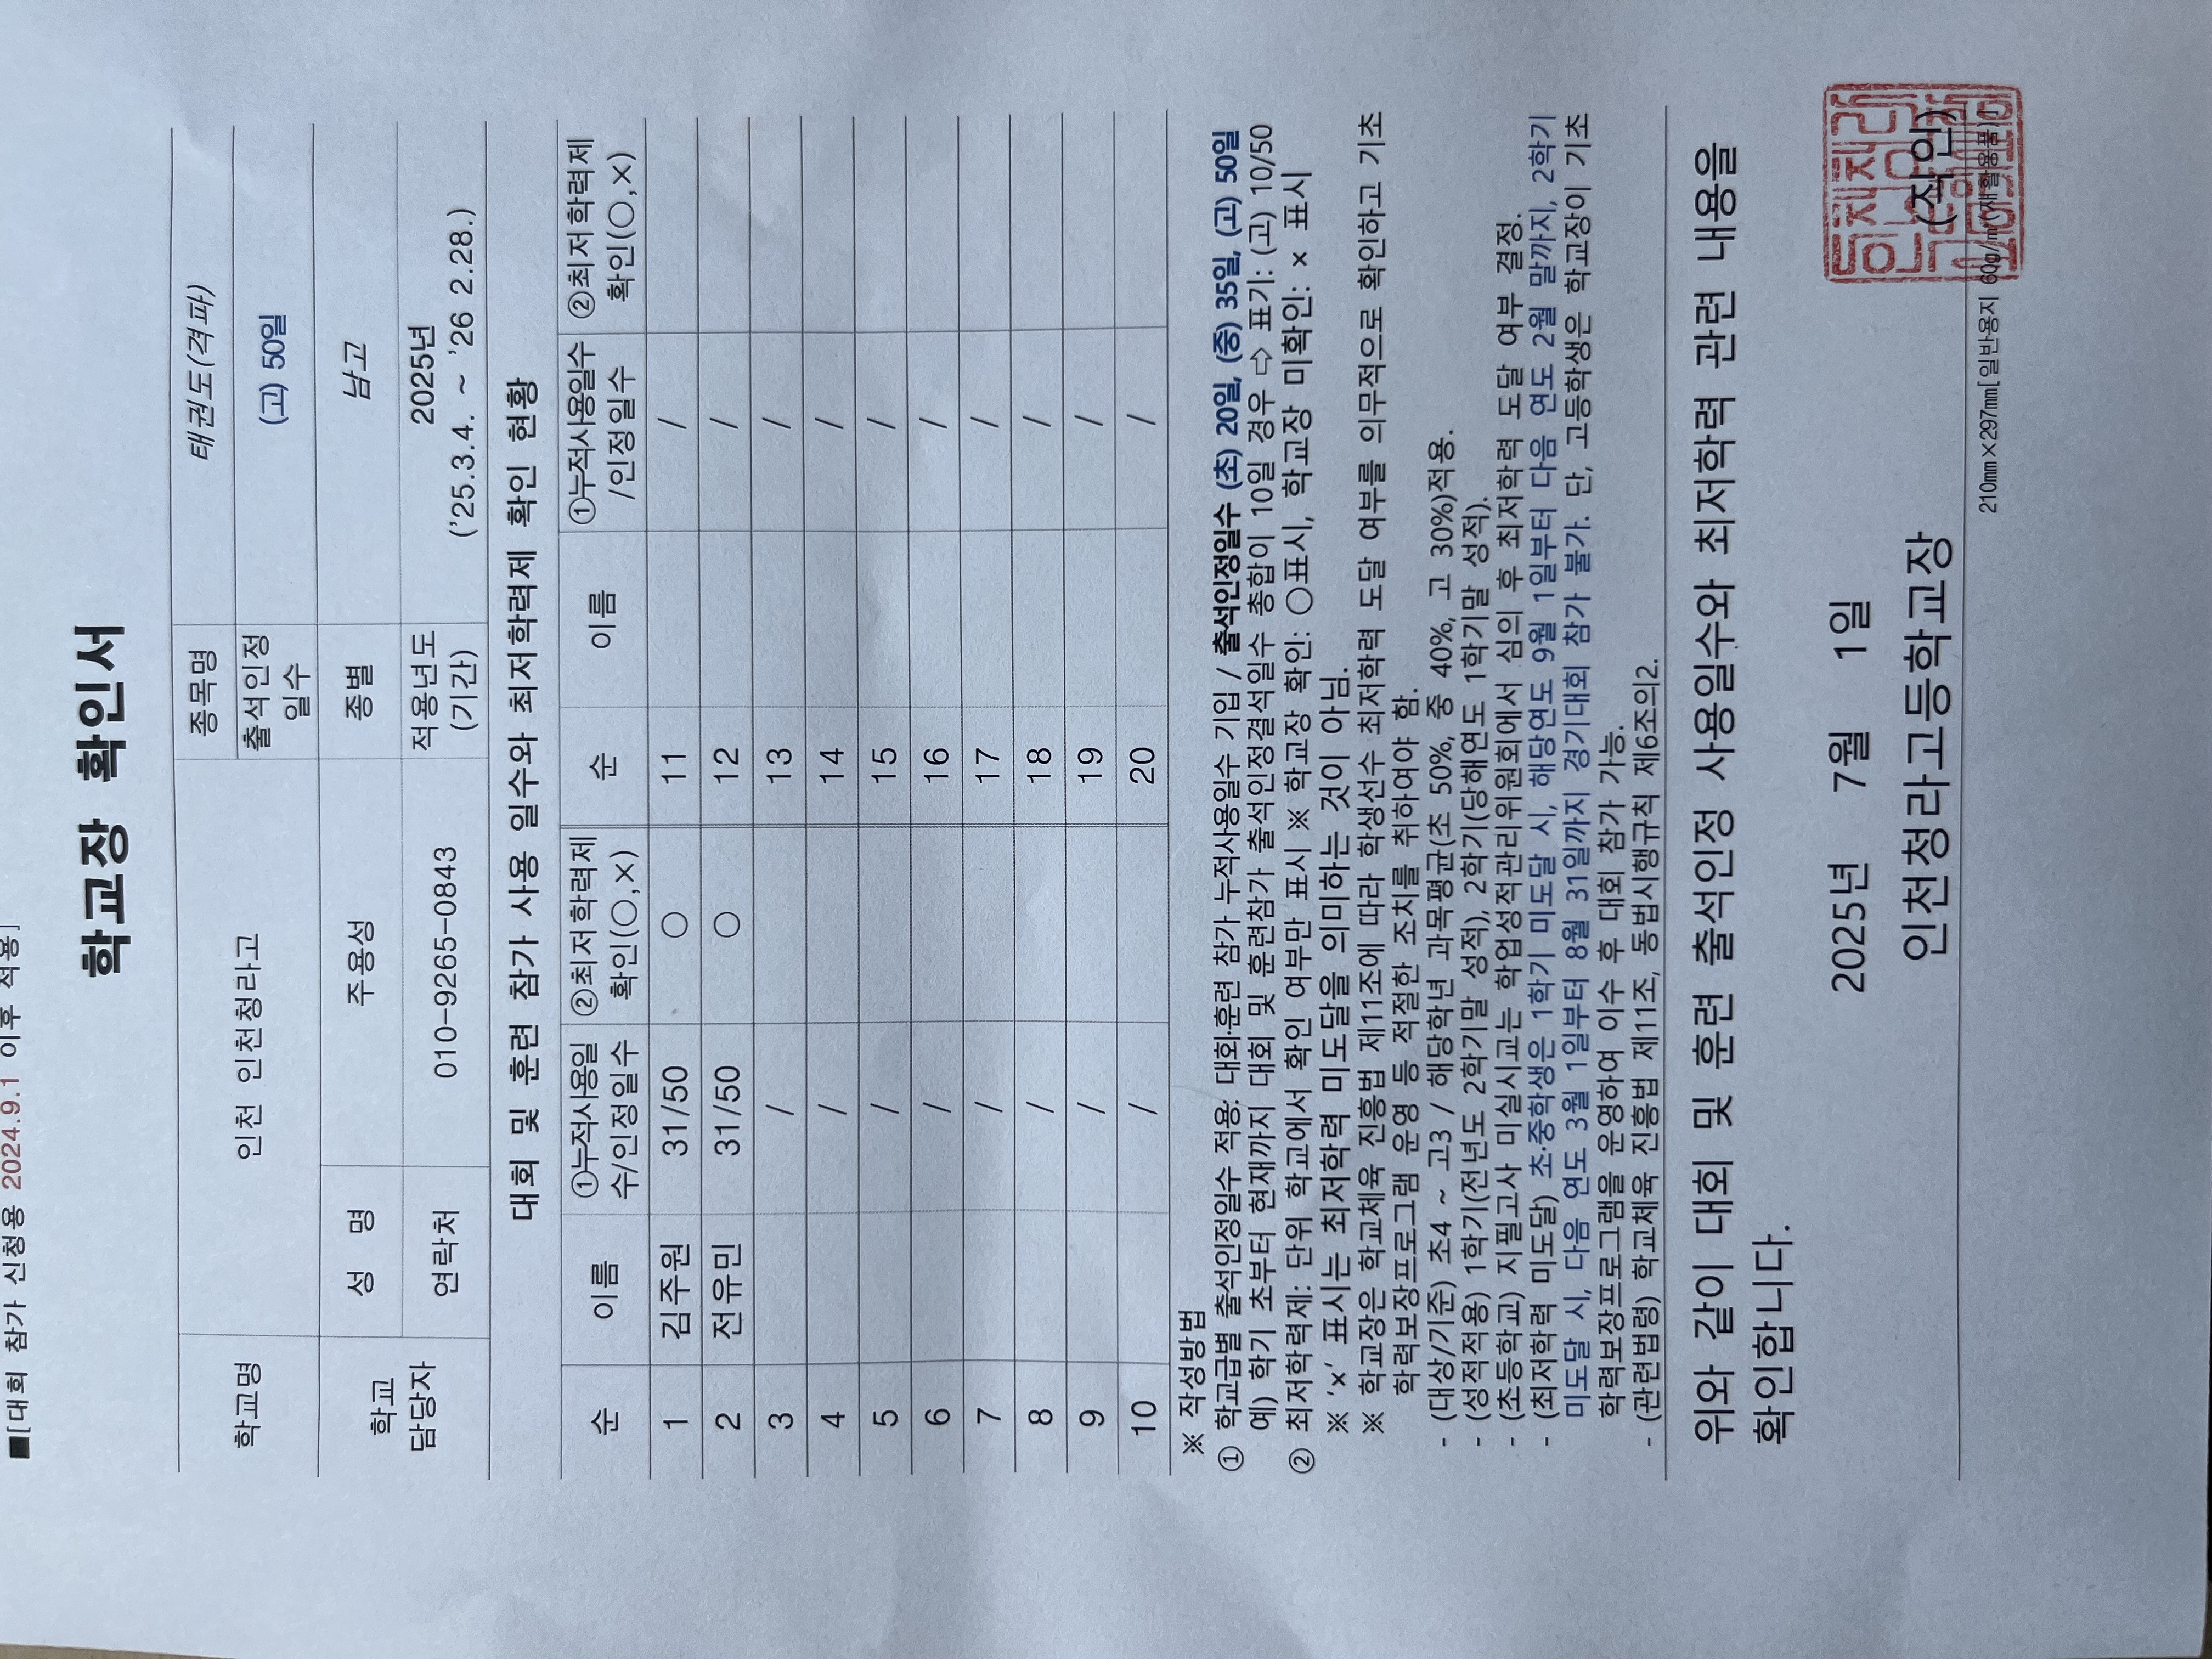 ■[대회 참가 신청용 2024.9.1 이후 적용]
학교장 확인서
학교명 인천 인천청라고 종목명 태권도(격파)
출석인정 일수 (고) 50일
학교 담당자 성 명 주용성 종별 남고
연락처 010-9265-0843 적용년도 (기간) 2025년 ('25.3.4. ~ '26 2.28.)
대회 및 훈련 참가 사용 일수와 최저학력제 확인 현황
순 이름 ①누적사용일수/인정일수 ②최저학력제 확인(○,×) 순 이름 ①누적사용일수/인정일수 ②최저학력제 확인(○,×)
1 김주원 31/50 ○ 11 /
2 전유민 31/50 ○ 12 /
3 / 13 /
4 / 14 /
5 / 15 /
6 / 16 /
7 / 17 /
8 / 18 /
9 / 19 /
10 / 20 /
※ 작성방법
① 학교급별 출석인정일수 적용: 대회·훈련 참가 누적사용일수 기입 / 출석인정일수 (초) 20일, (중) 35일, (고) 50일
예) 학기 초부터 현재까지 대회 및 훈련참가 출석인정결석일수 총합이 10일 경우 ⇨ 표기: (고) 10/50
② 최저학력제: 단위 학교에서 확인 여부만 표시 ※ 학교장 확인: ○표시, 학교장 미확인: × 표시
※ '×' 표시는 최저학력 미도달을 의미하는 것이 아님.
※ 학교장은 학교체육 진흥법 제11조에 따라 학생선수 최저학력 도달 여부를 의무적으로 확인하고 기초
학력보장프로그램 운영 등 적절한 조치를 취하여야 함.
- (대상/기준) 초4 ~ 고3 / 해당학년 과목평균(초 50%, 중 40%, 고 30%)적용.
- (성적적용) 1학기(전년도 2학기말 성적), 2학기(당해연도 1학기말 성적).
- (초등학교) 지필고사 미실시교는 학업성적관리위원회에서 심의 후 최저학력 도달 여부 결정.
- (최저학력 미도달) 초·중학생은 1학기 미도달 시, 해당연도 9월 1일부터 다음 연도 2월 말까지, 2학기
미도달 시, 다음 연도 3월 1일부터 8월 31일까지 경기대회 참가 불가. 단, 고등학생은 학교장이 기초
학력보장프로그램을 운영하여 이수 후 대회 참가 가능.
- (관련법령) 학교체육 진흥법 제11조, 동법시행규칙 제6조의2.
위와 같이 대회 및 훈련 출석인정 사용일수와 최저학력 관련 내용을
확인합니다.
2025년 7월 1일
인천청라고등학교장 (직인)
210㎜×297㎜[일반용지 60g/㎡(재활용품)]